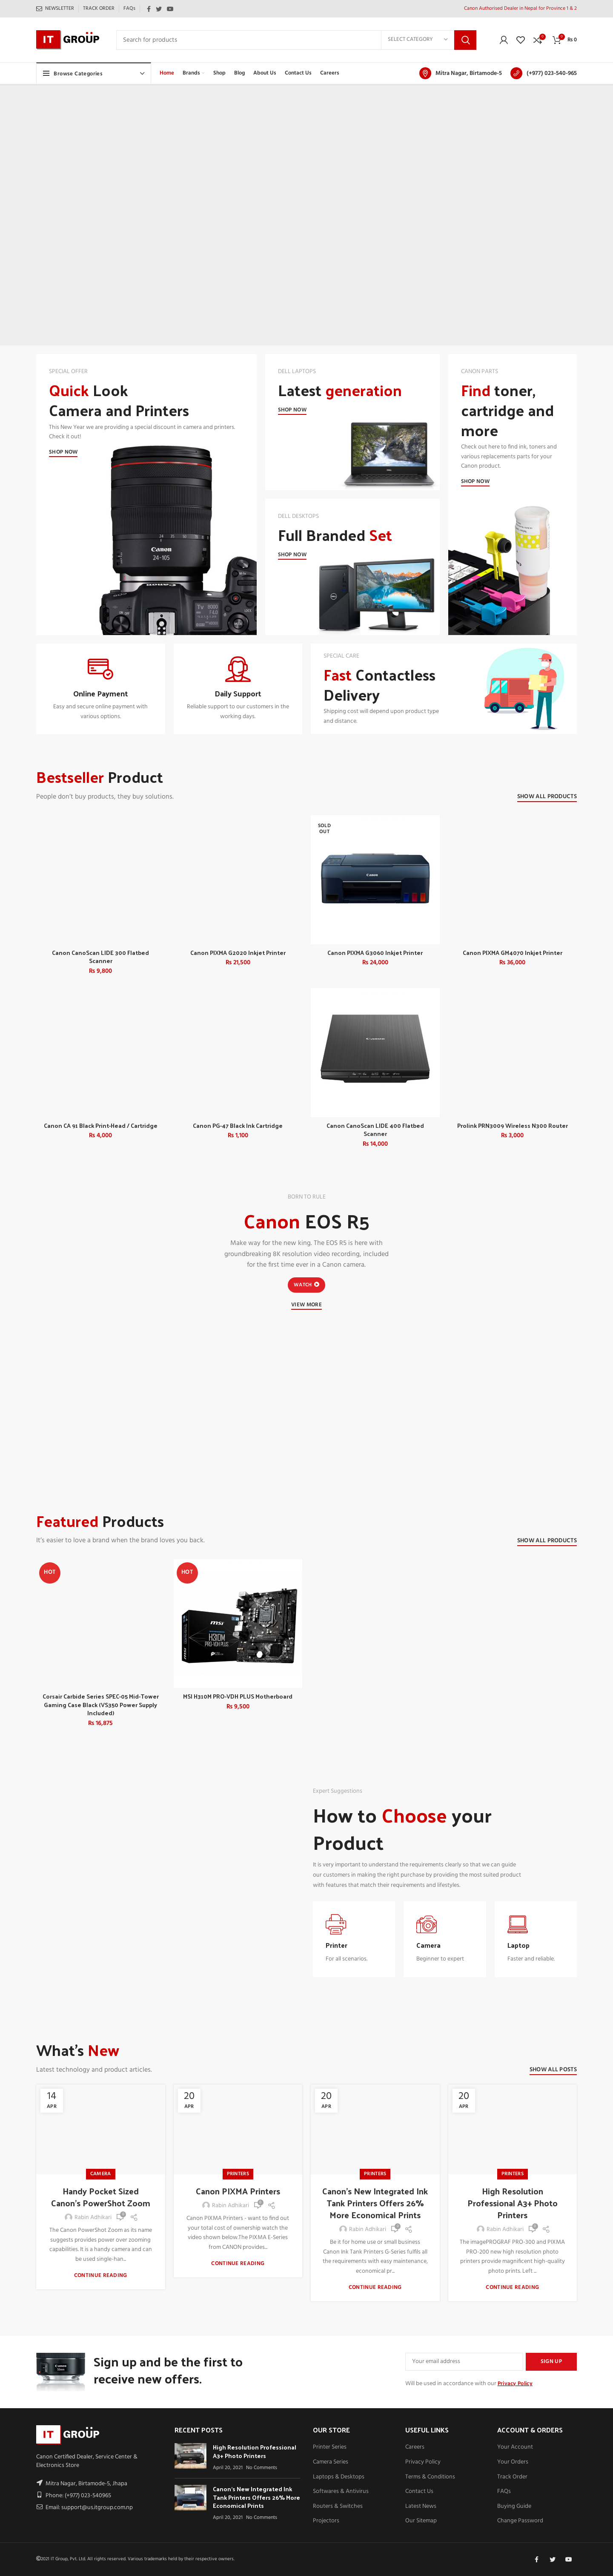 NEWSLETTER
TRACK ORDER
FAQs
Canon Authorised Dealer in Nepal for Province 1 & 2
IT GROUP
Search for products
SELECT CATEGORY
0
0
₨ 0
Browse Categories
Home
Brands
Shop
Blog
About Us
Contact Us
Careers
Mitra Nagar, Birtamode-5
(+977) 023-540-965
SPECIAL OFFER
Quick Look
Camera and Printers
This New Year we are providing a special discount in camera and printers.
Check it out!
SHOP NOW
Canon
24-105
Canon
DELL LAPTOPS
Latest generation
SHOP NOW
DELL DESKTOPS
Full Branded Set
SHOP NOW
CANON PARTS
Find toner,
cartridge and
more
Check out here to find ink, toners and
various replacements parts for your
Canon product.
SHOP NOW
Online Payment
Easy and secure online payment with
various options.
Daily Support
Reliable support to our customers in the
working days.
SPECIAL CARE
Fast Contactless
Delivery
Shipping cost will depend upon product type
and distance.
Bestseller Product
People don't buy products, they buy solutions.
SHOW ALL PRODUCTS
SOLD
OUT
Canon CanoScan LIDE 300 Flatbed
Scanner
₨ 9,800
Canon PIXMA G2020 Inkjet Printer
₨ 21,500
Canon PIXMA G3060 Inkjet Printer
₨ 24,000
Canon PIXMA GM4070 Inkjet Printer
₨ 36,000
Canon CA 91 Black Print-Head / Cartridge
₨ 4,000
Canon PG-47 Black Ink Cartridge
₨ 1,100
Canon CanoScan LIDE 400 Flatbed
Scanner
₨ 14,000
Prolink PRN3009 Wireless N300 Router
₨ 3,000
BORN TO RULE
Canon EOS R5
Make way for the new king. The EOS R5 is here with
groundbreaking 8K resolution video recording, included
for the first time ever in a Canon camera.
WATCH
VIEW MORE
Featured Products
It's easier to love a brand when the brand loves you back.
SHOW ALL PRODUCTS
HOT
HOT
H310M
PRO-VDH PLUS
Corsair Carbide Series SPEC-05 Mid-Tower
Gaming Case Black (VS350 Power Supply
Included)
₨ 16,875
MSI H310M PRO-VDH PLUS Motherboard
₨ 9,500
Expert Suggestions
How to Choose your
Product
It is very important to understand the requirements clearly so that we can guide
our customers in making the right purchase by providing the most suited product
with features that match their requirements and lifestyles.
Printer
For all scenarios.
Camera
Beginner to expert
Laptop
Faster and reliable.
What's New
Latest technology and product articles.
SHOW ALL POSTS
14
APR
CAMERA
Handy Pocket Sized
Canon's PowerShot Zoom
Rabin Adhikari
The Canon PowerShot Zoom as its name
suggests provides power over zooming
capabilities. It is a handy camera and can
be used single-han...
CONTINUE READING
20
APR
PRINTERS
Canon PIXMA Printers
Rabin Adhikari
Canon PIXMA Printers - want to find out
your total cost of ownership watch the
video shown below.The PIXMA E-Series
from CANON provides...
CONTINUE READING
20
APR
PRINTERS
Canon's New Integrated Ink
Tank Printers Offers 26%
More Economical Prints
Rabin Adhikari
Be it for home use or small business
Canon Ink Tank Printers G-Series fulfils all
the requirements with easy maintenance,
economical pr...
CONTINUE READING
20
APR
PRINTERS
High Resolution
Professional A3+ Photo
Printers
Rabin Adhikari
The imagePROGRAF PRO-300 and PIXMA
PRO-200 new high resolution photo
printers provide magnificent high-quality
photo prints. Left ...
CONTINUE READING
Sign up and be the first to
receive new offers.
Your email address
SIGN UP
Will be used in accordance with our Privacy Policy
IT GROUP
Canon Certified Dealer, Service Center &
Electronics Store
Mitra Nagar, Birtamode-5, Jhapa
Phone: (+977) 023-540965
Email: support@us.itgroup.com.np
RECENT POSTS
High Resolution Professional
A3+ Photo Printers
April 20, 2021 No Comments
Canon's New Integrated Ink
Tank Printers Offers 26% More
Economical Prints
April 20, 2021 No Comments
OUR STORE
Printer Series
Camera Series
Laptops & Desktops
Softwares & Antivirus
Routers & Switches
Projectors
USEFUL LINKS
Careers
Privacy Policy
Terms & Conditions
Contact Us
Latest News
Our Sitemap
ACCOUNT & ORDERS
Your Account
Your Orders
Track Order
FAQs
Buying Guide
Change Password
©2021 IT Group, Pvt. Ltd. All rights reserved. Various trademarks held by their respective owners.